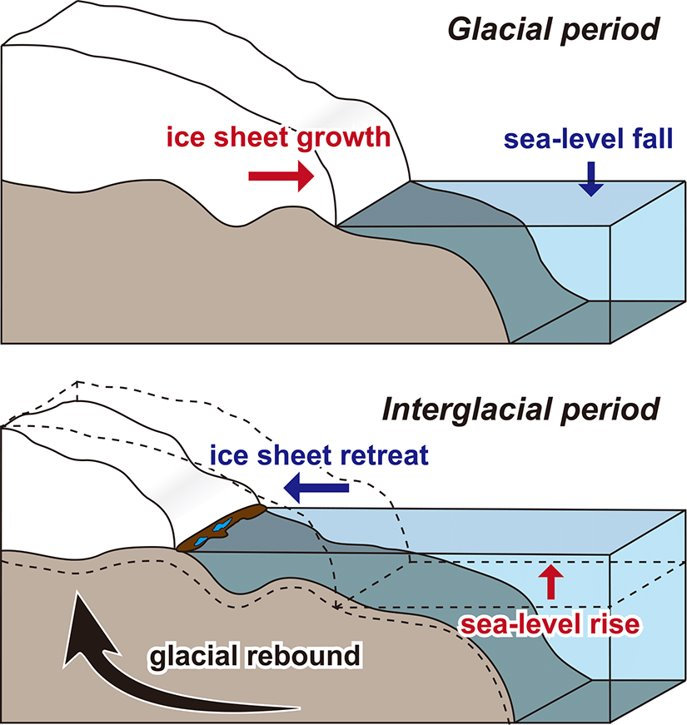 Glacial period
ice sheet growth
sea-level fall
Interglacial period
ice sheet retreat
sea-level rise
glacial rebound